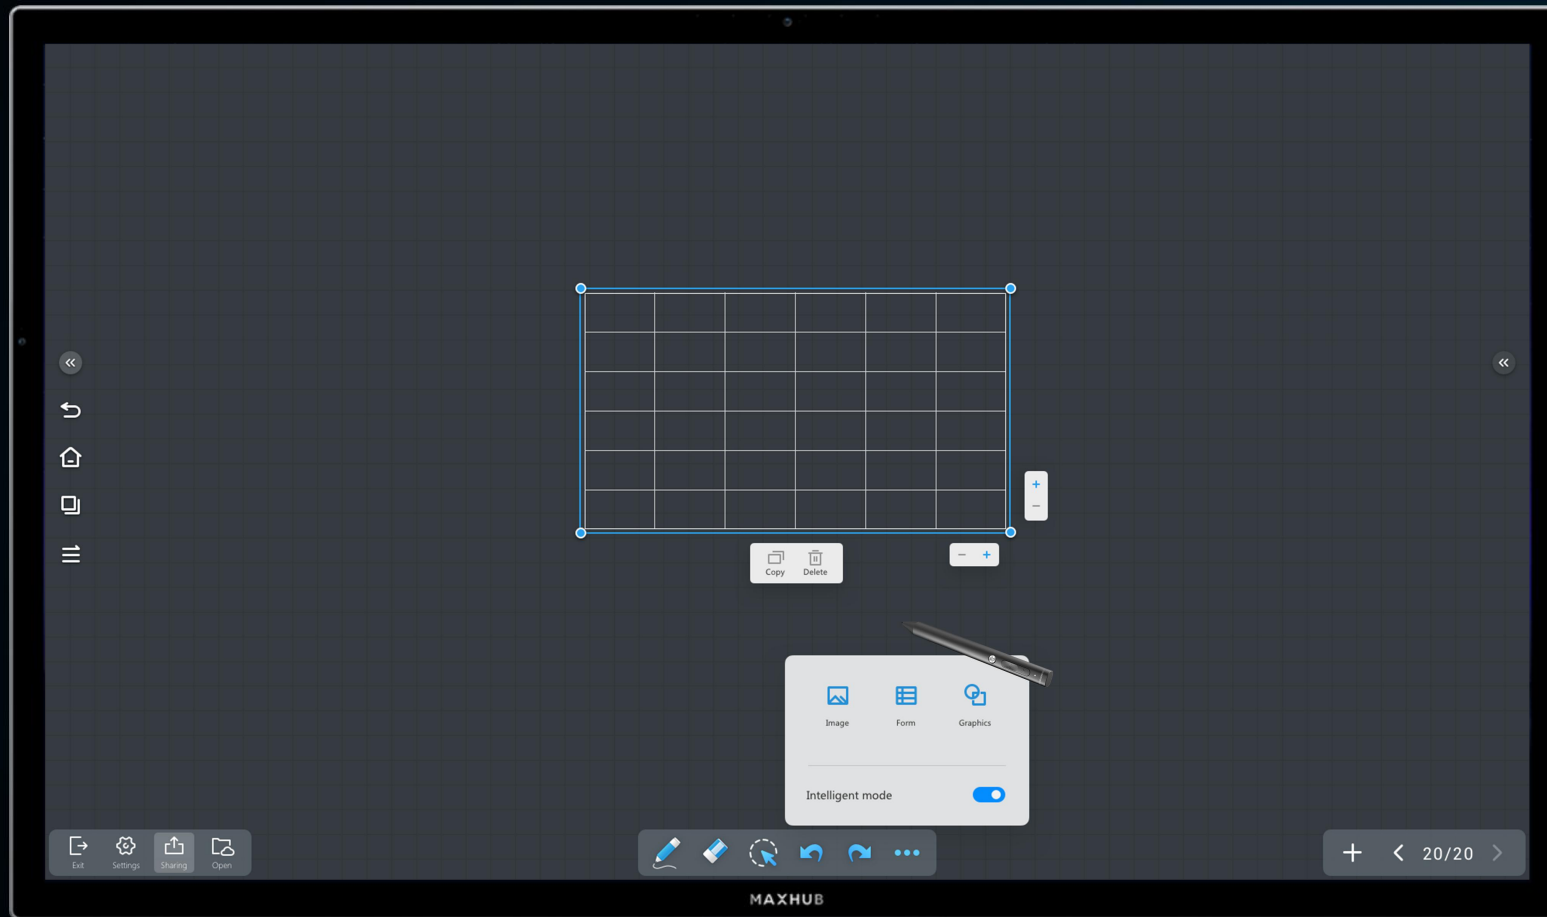 Copy Delete
Image Form Graphics
Intelligent mode
Exit Settings Sharing Open
20/20
MAXHUB